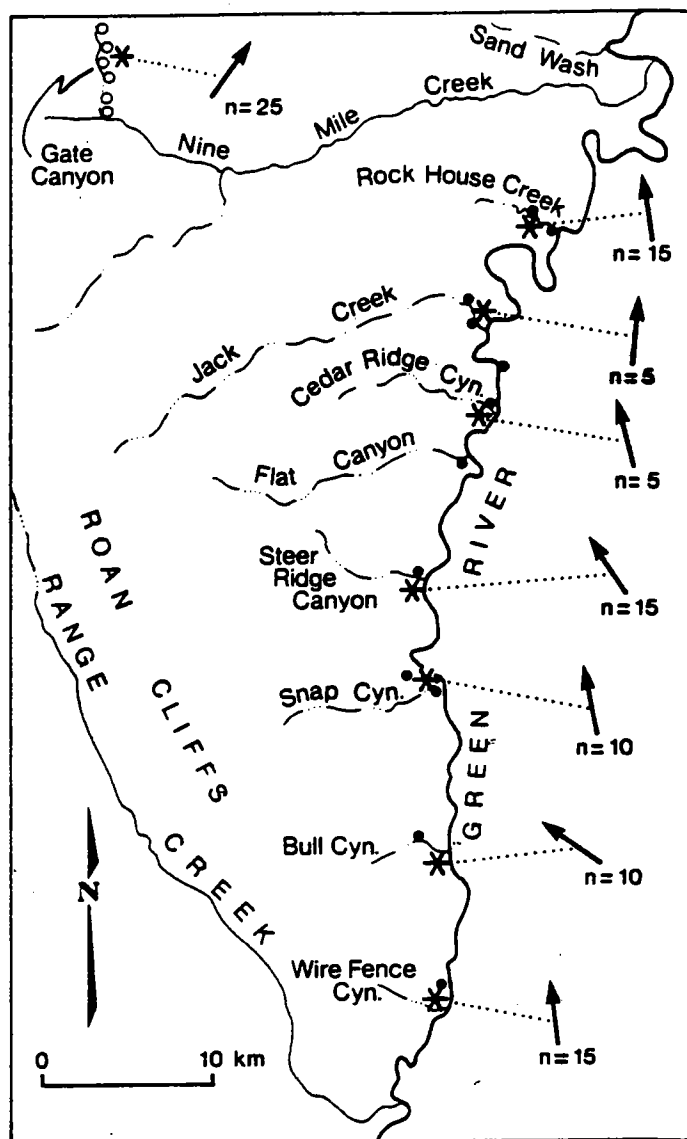 Sand Wash
n=25
Nine Mile Creek
Gate
Canyon
Rock House Creek
n=15
Jack Creek
n=5
Cedar Ridge Cyn.
n=5
Flat Canyon
RIVER
ROAN CLIFFS
Steer
Ridge
Canyon
n=15
RANGE CREEK
Snap Cyn.
n=10
GREEN
Bull Cyn.
n=10
N
Wire Fence
Cyn.
0 10 km
n=15